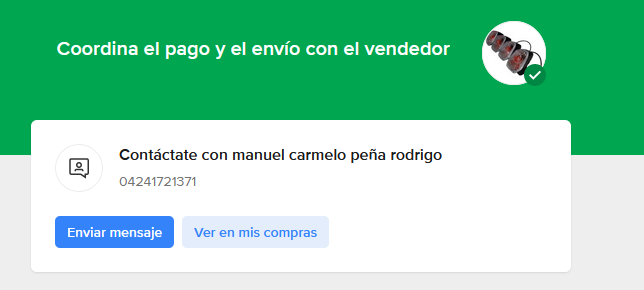 Coordina el pago y el envío con el vendedor
Contáctate con manuel carmelo peña rodrigo
04241721371
Enviar mensaje
Ver en mis compras